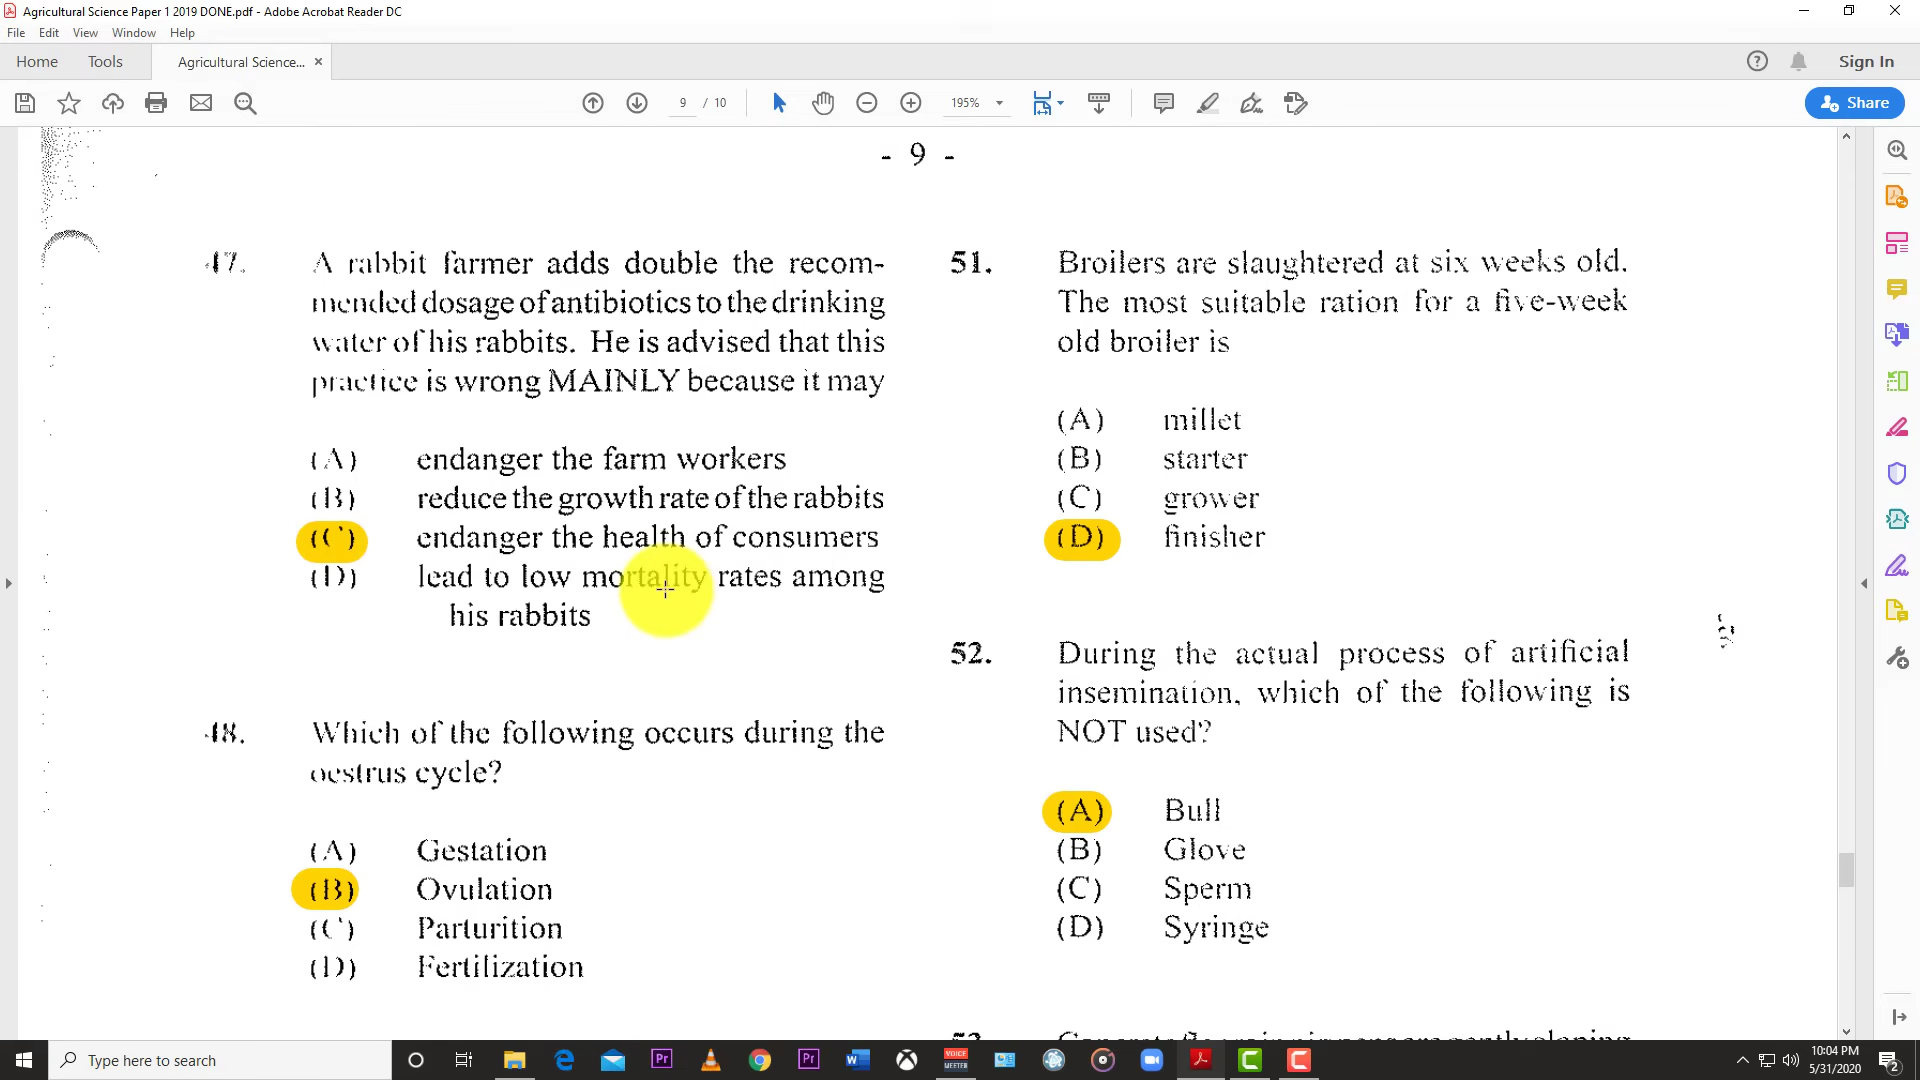 Agricultural Science Paper 1 2019 DONE.pdf - Adobe Acrobat Reader DC
File Edit View Window Help
Home Tools Agricultural Science... × Sign In
9 / 10 195% Share
- 9 -
47. A rabbit farmer adds double the recom-
mended dosage of antibiotics to the drinking
water of his rabbits. He is advised that this
practice is wrong MAINLY because it may
(A) endanger the farm workers
(B) reduce the growth rate of the rabbits
(C) endanger the health of consumers
(D) lead to low mortality rates among
his rabbits
48. Which of the following occurs during the
oestrus cycle?
(A) Gestation
(B) Ovulation
(C) Parturition
(D) Fertilization
51. Broilers are slaughtered at six weeks old.
The most suitable ration for a five-week
old broiler is
(A) millet
(B) starter
(C) grower
(D) finisher
52. During the actual process of artificial
insemination, which of the following is
NOT used?
(A) Bull
(B) Glove
(C) Sperm
(D) Syringe
Type here to search
VOICE
MEETER
10:04 PM
5/31/2020
2